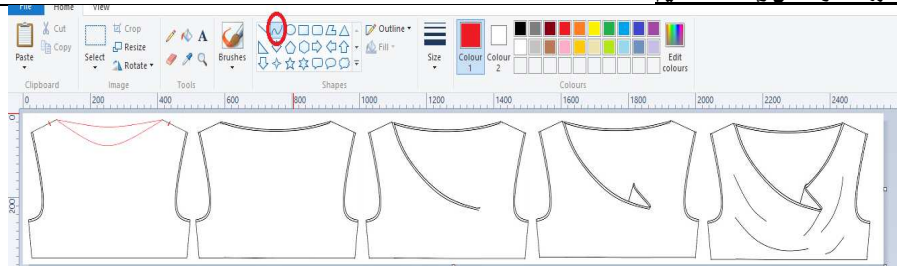 File Home View
Paste
Cut
Copy
Clipboard
Select
Crop
Resize
Rotate
Image
A
Tools
Brushes
Outline
Fill
Shapes
Size
Colour 1
Colour 2
Edit colours
Colours
0 200 400 600 800 1000 1200 1400 1600 1800 2000 2200 2400
0
200